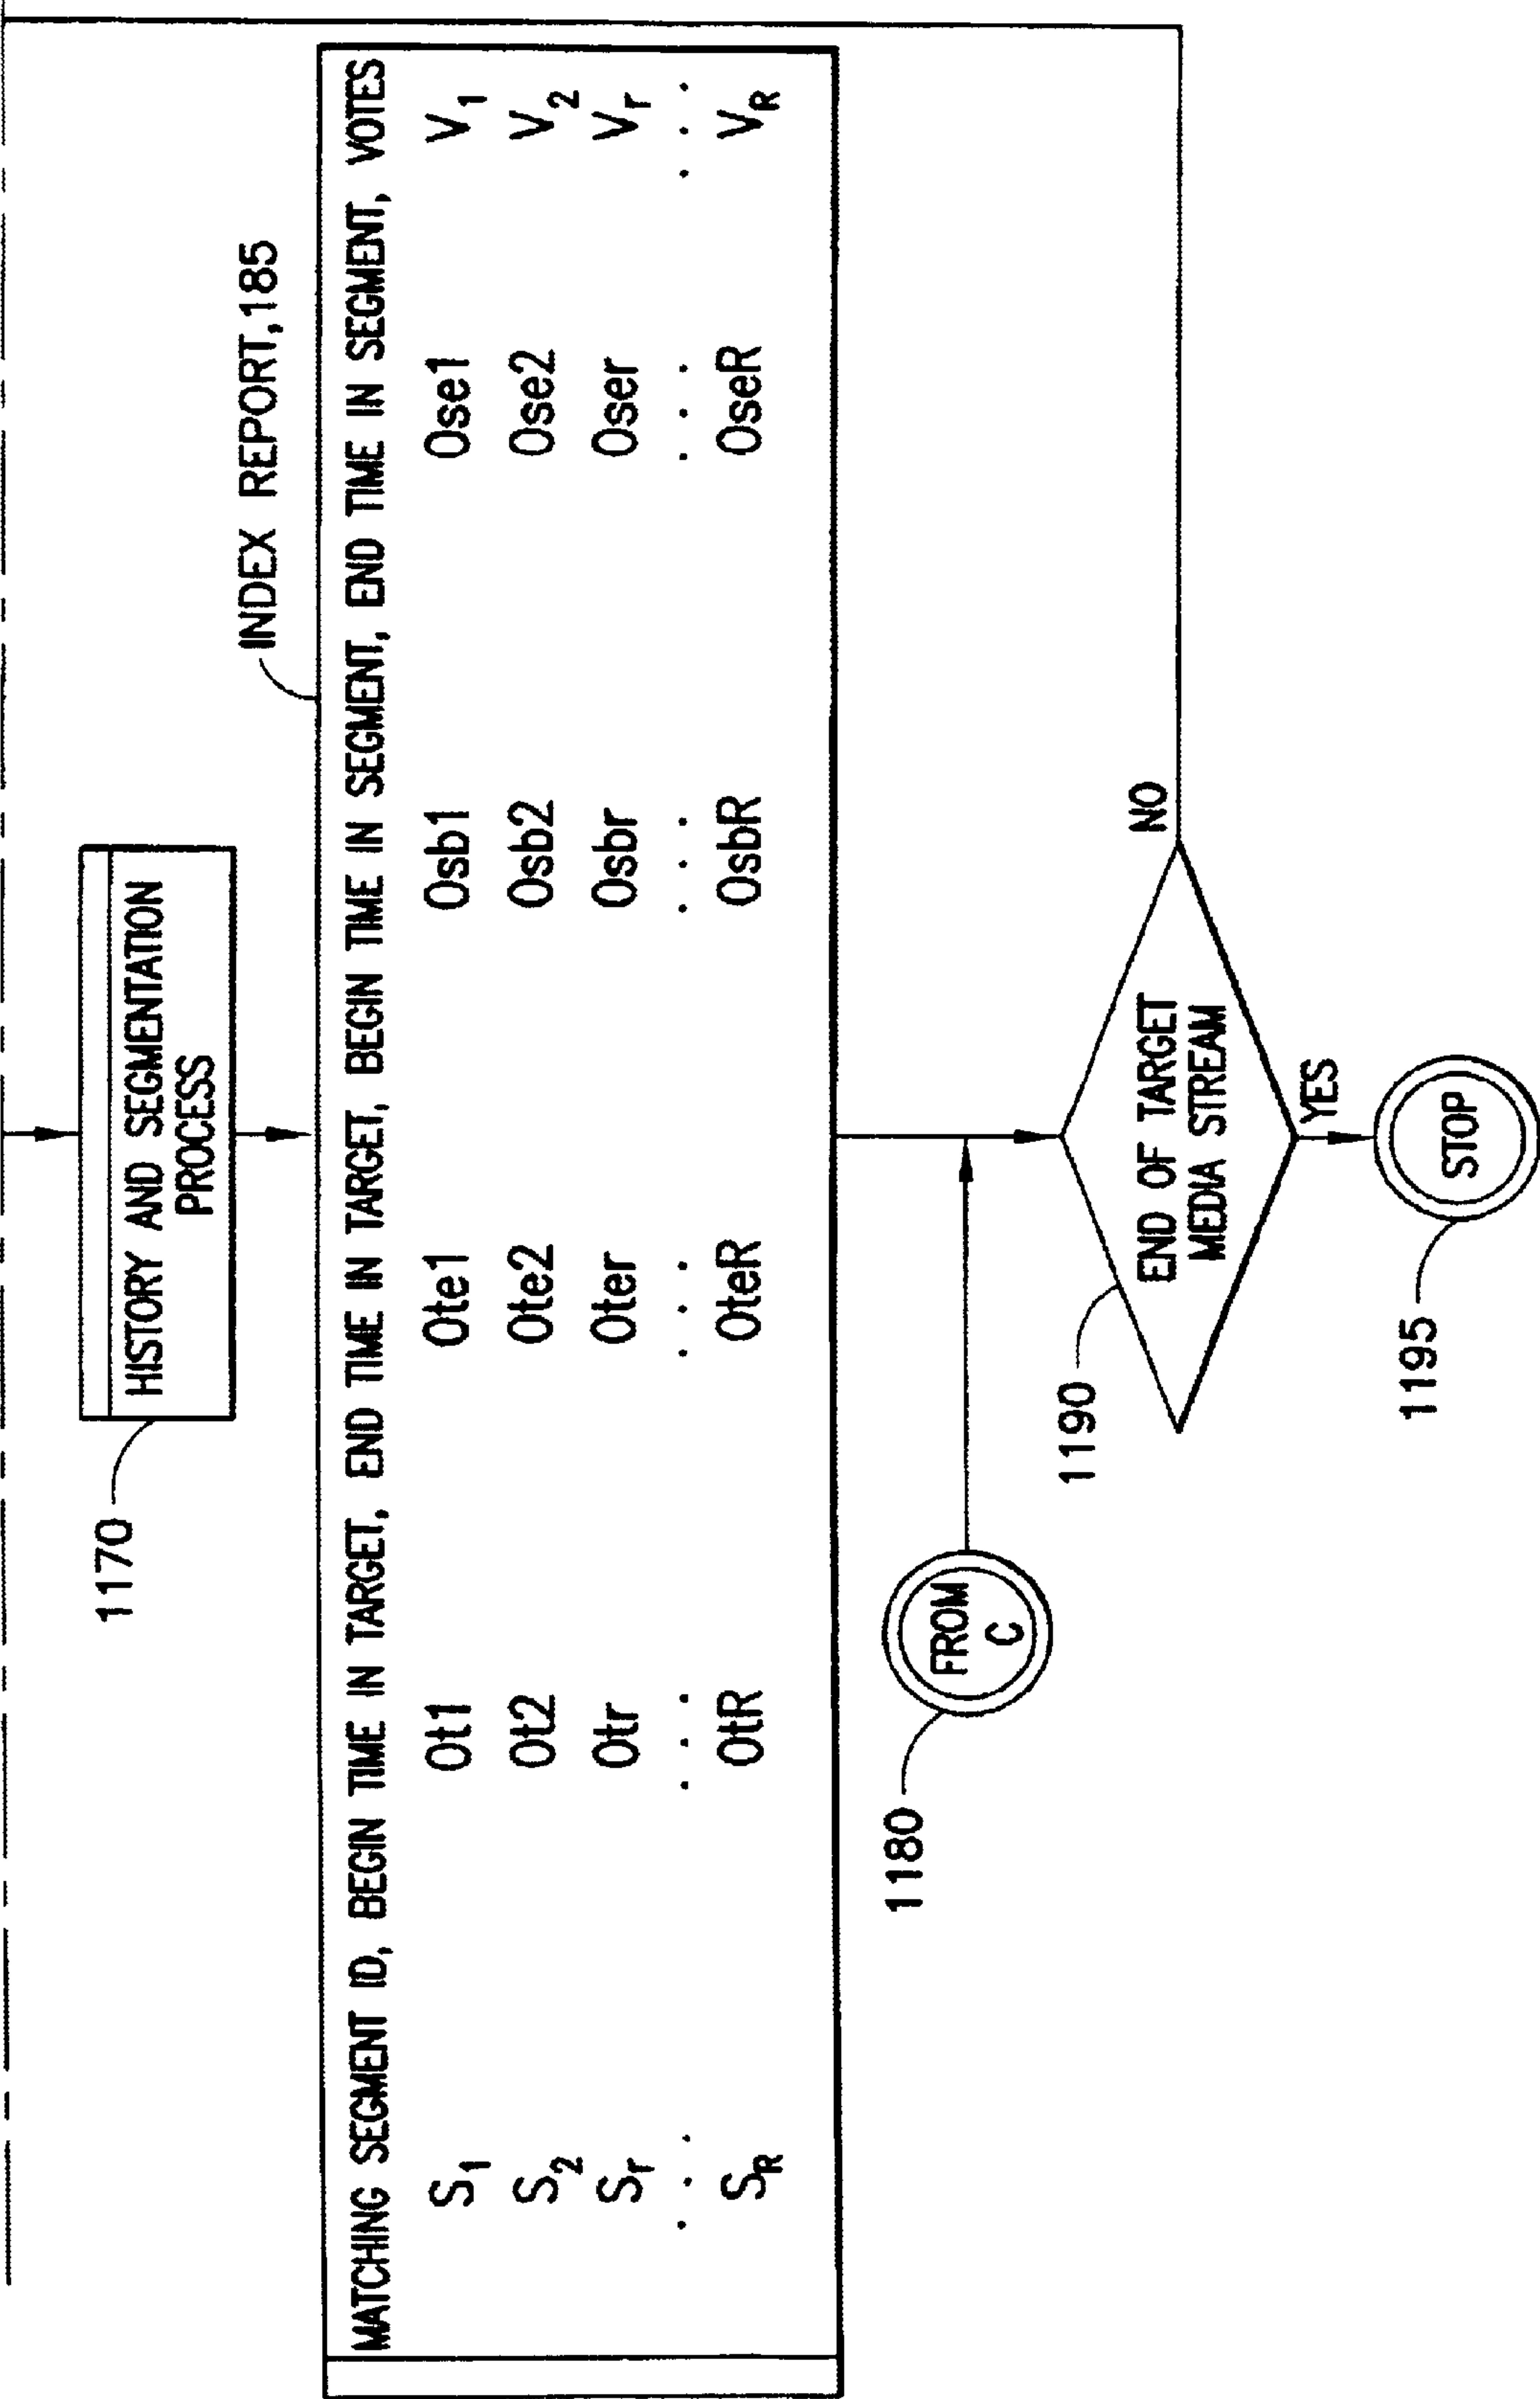 1170
HISTORY AND SEGMENTATION
PROCESS
INDEX REPORT,185
MATCHING SEGMENT ID, BEGIN TIME IN TARGET, END TIME IN TARGET, BEGIN TIME IN SEGMENT, END TIME IN SEGMENT, VOTES
S1 Ot1 Ote1 Osb1 Ose1 V1
S2 Ot2 Ote2 Osb2 Ose2 V2
Sr Otr Oter Osbr Oser Vr
... ... ... ... ... ...
SR OtR OteR OsbR OseR VR
1180
FROM
C
1190
END OF TARGET
MEDIA STREAM
NO
YES
1195
STOP